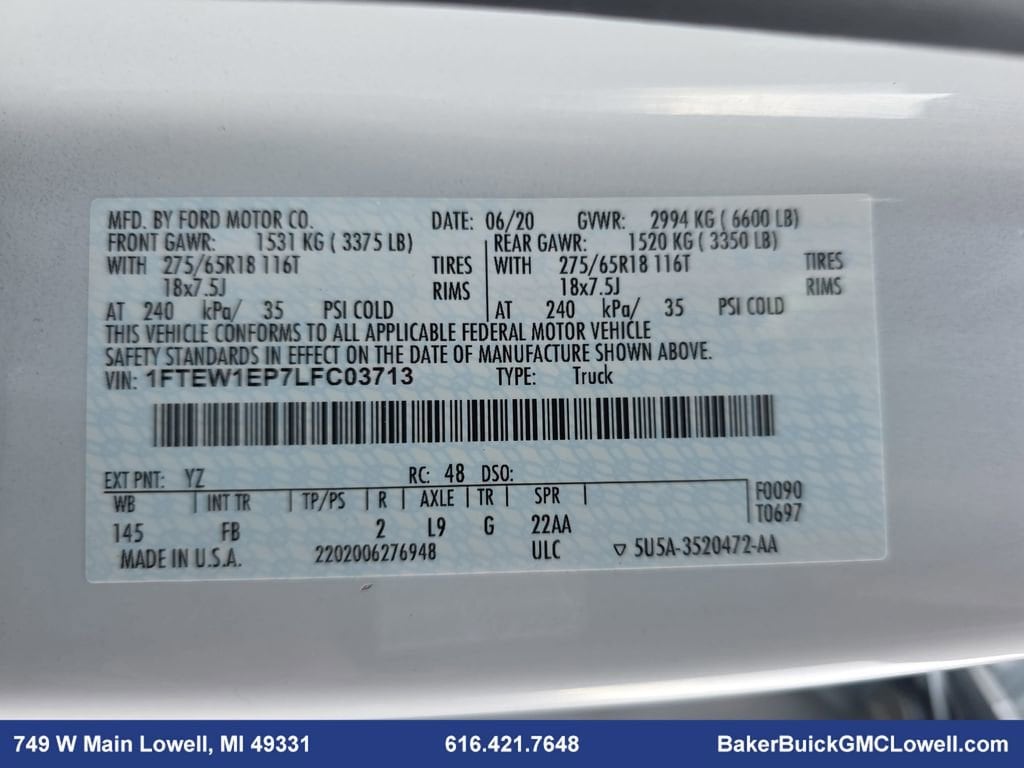 MFD. BY FORD MOTOR CO. DATE: 06/20 GVWR: 2994 KG ( 6600 LB)
FRONT GAWR: 1531 KG ( 3375 LB) REAR GAWR: 1520 KG ( 3350 LB)
WITH 275/65R18 116T TIRES WITH 275/65R18 116T TIRES
18x7.5J RIMS 18x7.5J RIMS
AT 240 kPa/ 35 PSI COLD AT 240 kPa/ 35 PSI COLD
THIS VEHICLE CONFORMS TO ALL APPLICABLE FEDERAL MOTOR VEHICLE
SAFETY STANDARDS IN EFFECT ON THE DATE OF MANUFACTURE SHOWN ABOVE.
VIN: 1FTEW1EP7LFC03713 TYPE: Truck
EXT PNT: YZ RC: 48 DSO:
WB INT TR TP/PS R AXLE TR SPR F0090
145 FB 2 L9 G 22AA T0697
MADE IN U.S.A. 2202006276948 ULC ▽ 5U5A-3520472-AA
749 W Main Lowell, MI 49331 616.421.7648 BakerBuickGMCLowell.com